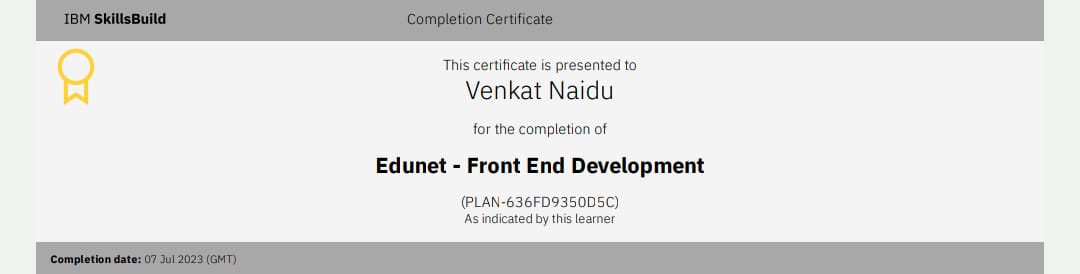 IBM SkillsBuild
Completion Certificate
This certificate is presented to
Venkat Naidu
for the completion of
Edunet - Front End Development
(PLAN-636FD9350D5C)
As indicated by this learner
Completion date: 07 Jul 2023 (GMT)